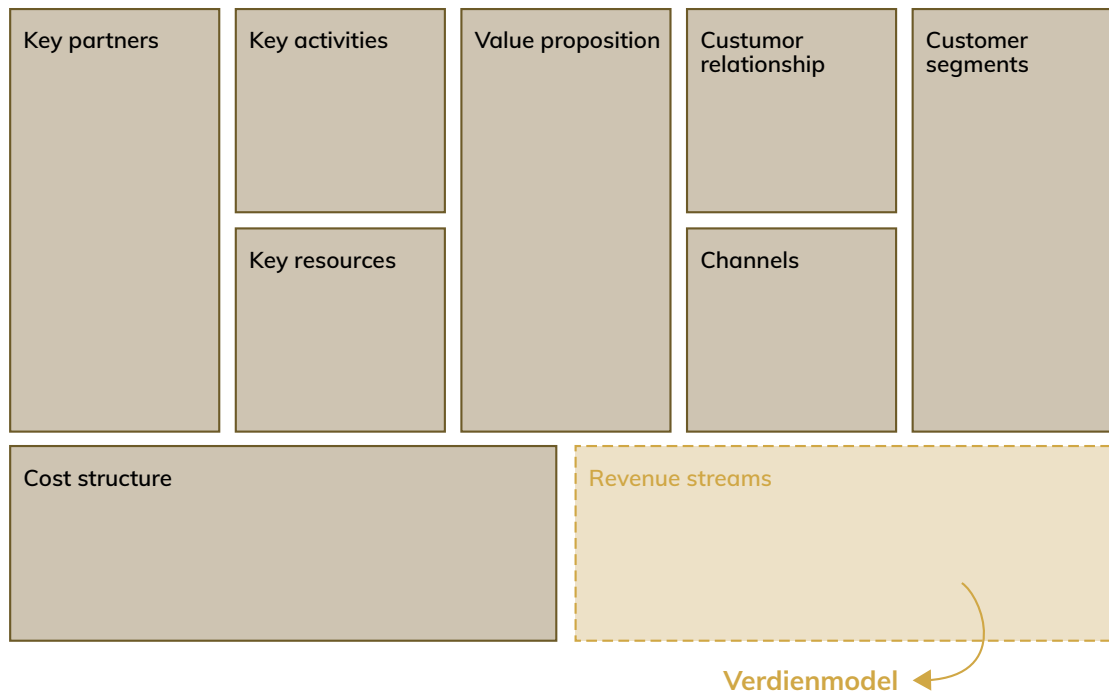 Key partners
Key activities
Value proposition
Custumor
relationship
Customer
segments
Key resources
Channels
Cost structure
Revenue streams
Verdienmodel